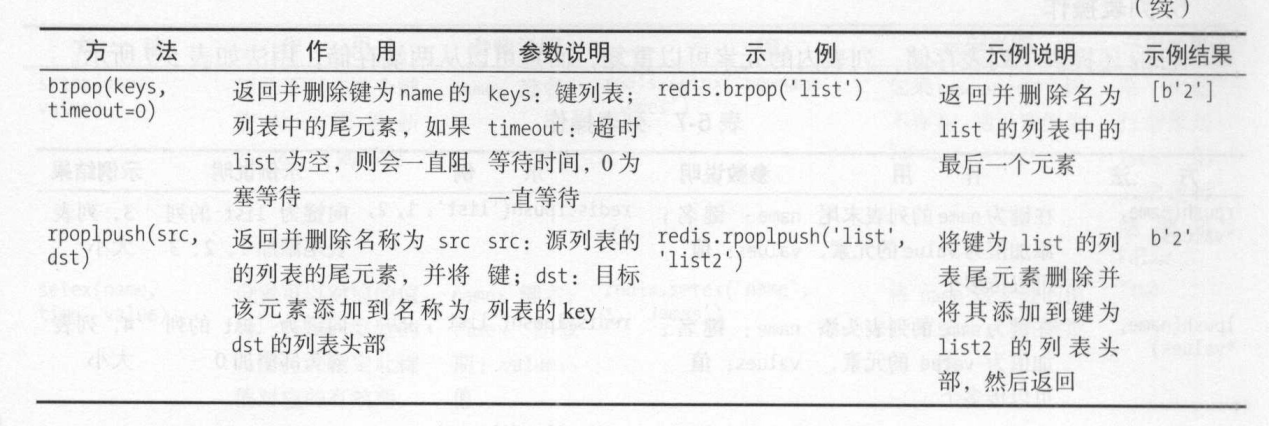 （续）
方 法 作 用 参数说明 示 例 示例说明 示例结果
brpop(keys, 返回并删除键为 name 的 keys：键列表； redis.brpop('list') 返回并删除名为 [b'2']
timeout=0) 列表中的尾元素，如果 timeout：超时 list 的列表中的
list 为空，则会一直阻 等待时间，0 为 最后一个元素
塞等待 一直等待
rpoplpush(src, 返回并删除名称为 src src：源列表的 redis.rpoplpush('list', 将键为 list 的列 b'2'
dst) 的列表的尾元素，并将 键；dst：目标 'list2') 表尾元素删除并
该元素添加到名称为 列表的 key 将其添加到键为
dst 的列表头部 list2 的列表头
部，然后返回